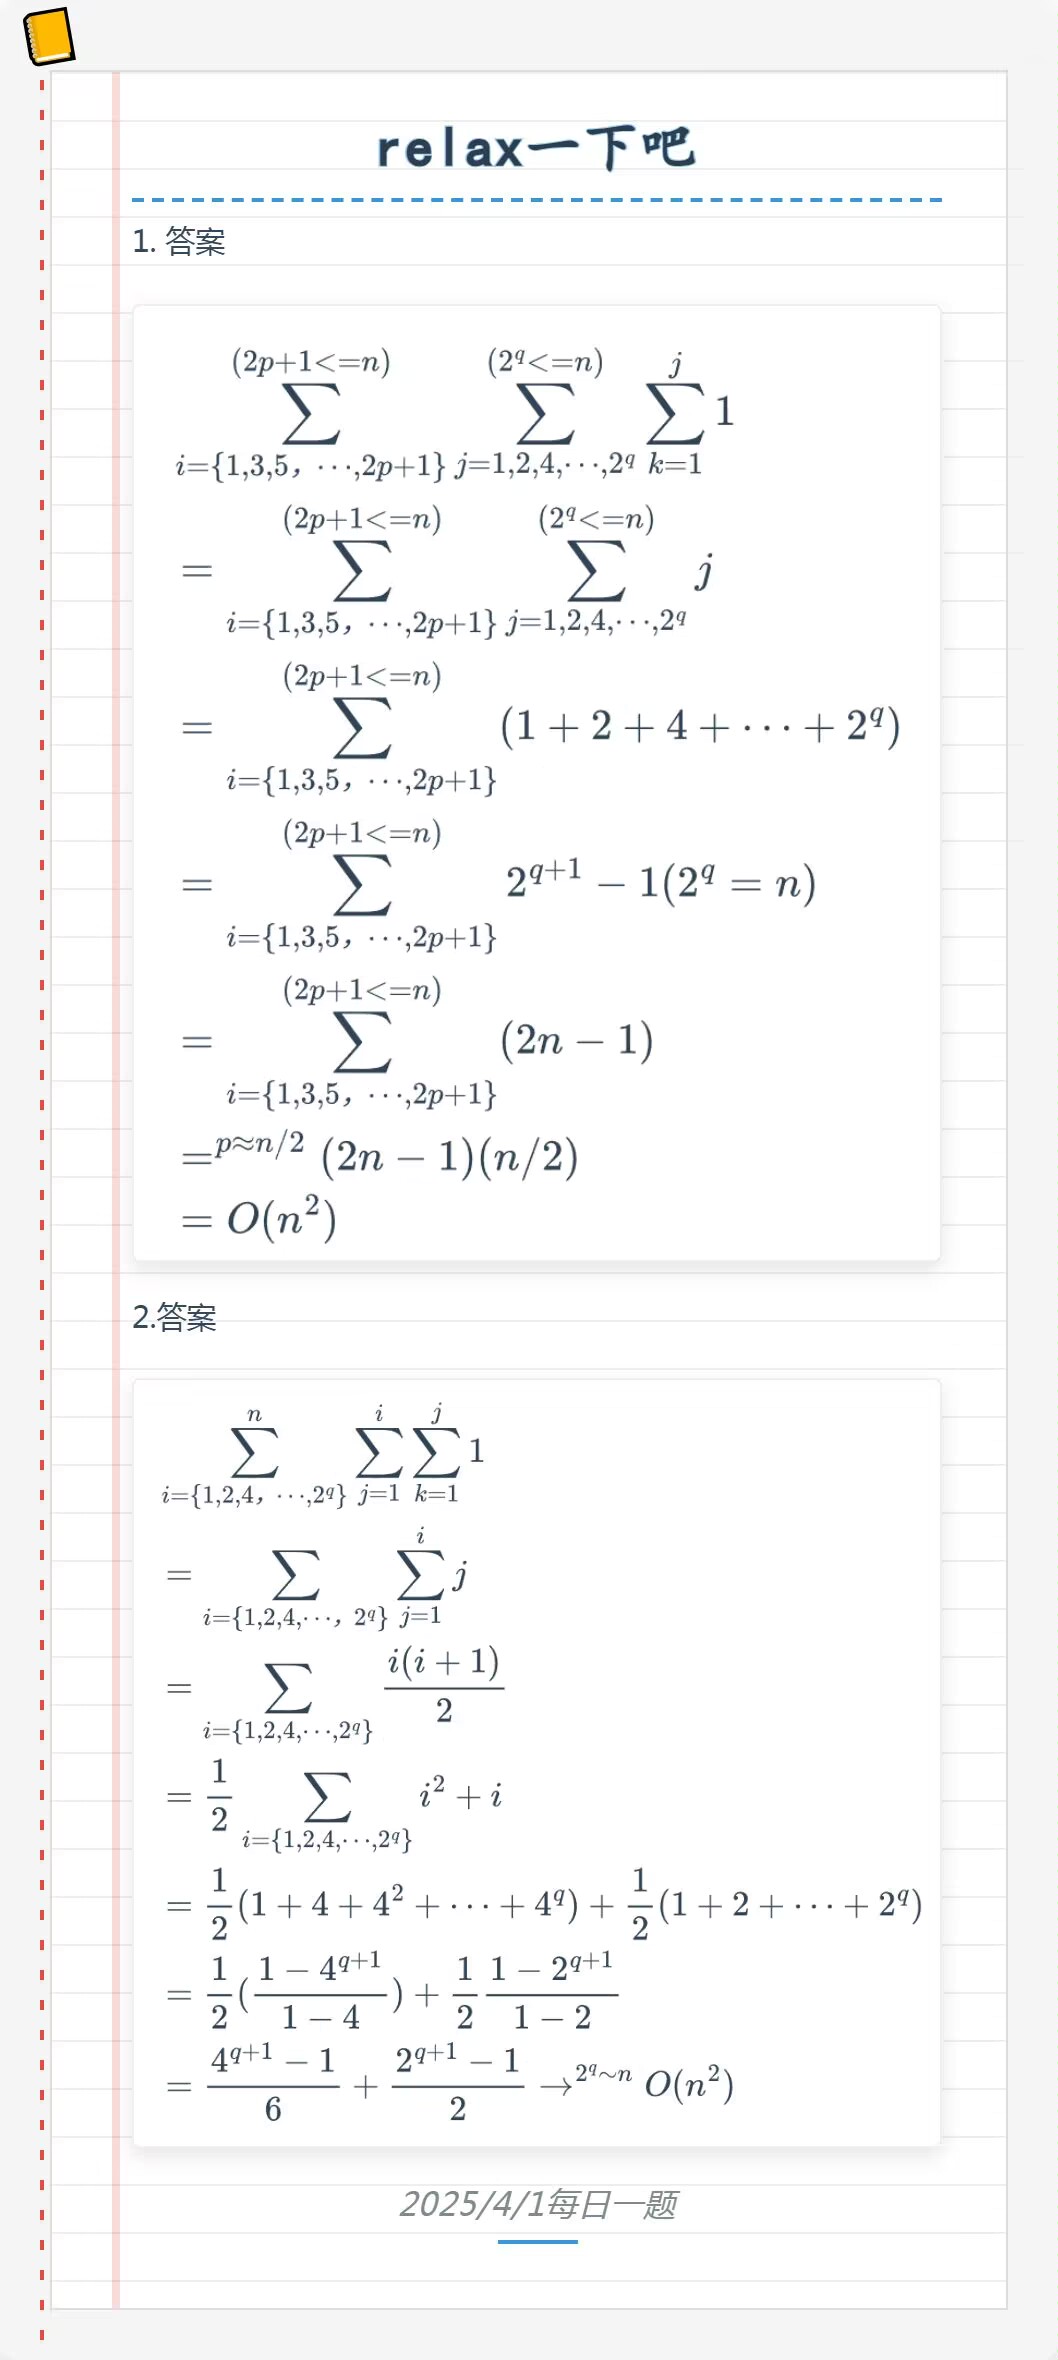 relax一下吧
1. 答案
$\sum_{i=\{1,3,5，\cdots,2p+1\}}^{(2p+1<=n)} \sum_{j=1,2,4,\cdots,2^q}^{(2^q<=n)} \sum_{k=1}^{j} 1$
$= \sum_{i=\{1,3,5，\cdots,2p+1\}}^{(2p+1<=n)} \sum_{j=1,2,4,\cdots,2^q}^{(2^q<=n)} j$
$= \sum_{i=\{1,3,5，\cdots,2p+1\}}^{(2p+1<=n)} (1+2+4+\cdots+2^q)$
$= \sum_{i=\{1,3,5，\cdots,2p+1\}}^{(2p+1<=n)} 2^{q+1}-1(2^q=n)$
$= \sum_{i=\{1,3,5，\cdots,2p+1\}}^{(2p+1<=n)} (2n-1)$
$=^{p\approx n/2} (2n-1)(n/2)$
$= O(n^2)$
2.答案
$\sum_{i=\{1,2,4，\cdots,2^q\}}^{n} \sum_{j=1}^{i} \sum_{k=1}^{j} 1$
$= \sum_{i=\{1,2,4,\cdots，2^q\}} \sum_{j=1}^{i} j$
$= \sum_{i=\{1,2,4,\cdots,2^q\}} \frac{i(i+1)}{2}$
$= \frac{1}{2} \sum_{i=\{1,2,4,\cdots,2^q\}} i^2+i$
$= \frac{1}{2}(1+4+4^2+\cdots+4^q)+\frac{1}{2}(1+2+\cdots+2^q)$
$= \frac{1}{2}(\frac{1-4^{q+1}}{1-4})+\frac{1}{2}\frac{1-2^{q+1}}{1-2}$
$= \frac{4^{q+1}-1}{6}+\frac{2^{q+1}-1}{2} \rightarrow^{2^q\sim n} O(n^2)$
2025/4/1每日一题